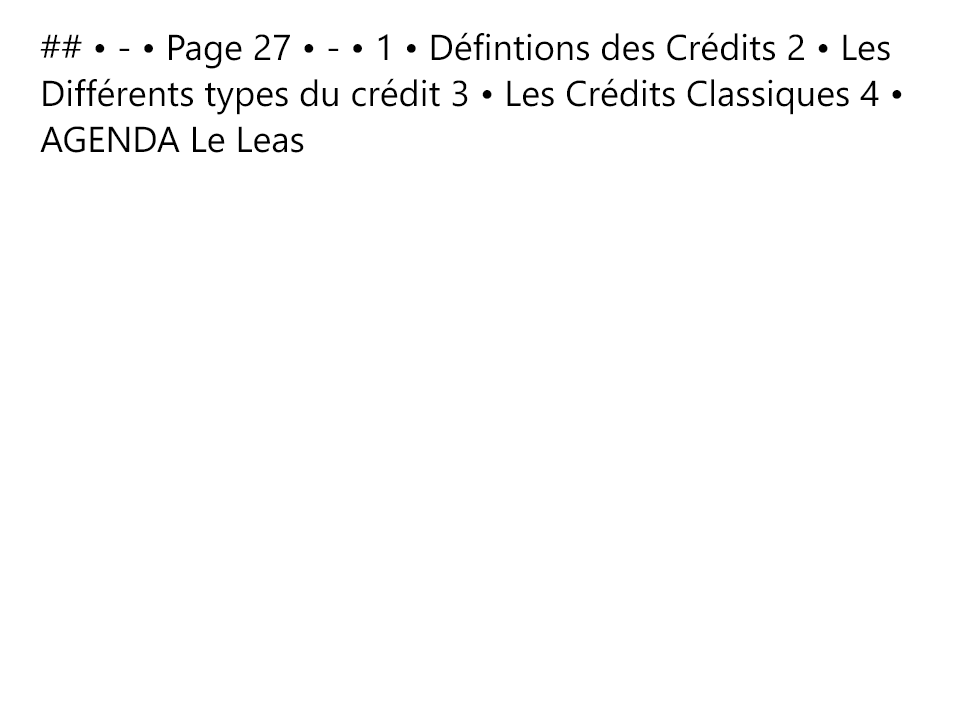 ## • - • Page 27 • - • 1 • Défintions des Crédits 2 • Les
Différents types du crédit 3 • Les Crédits Classiques 4 •
AGENDA Le Leas